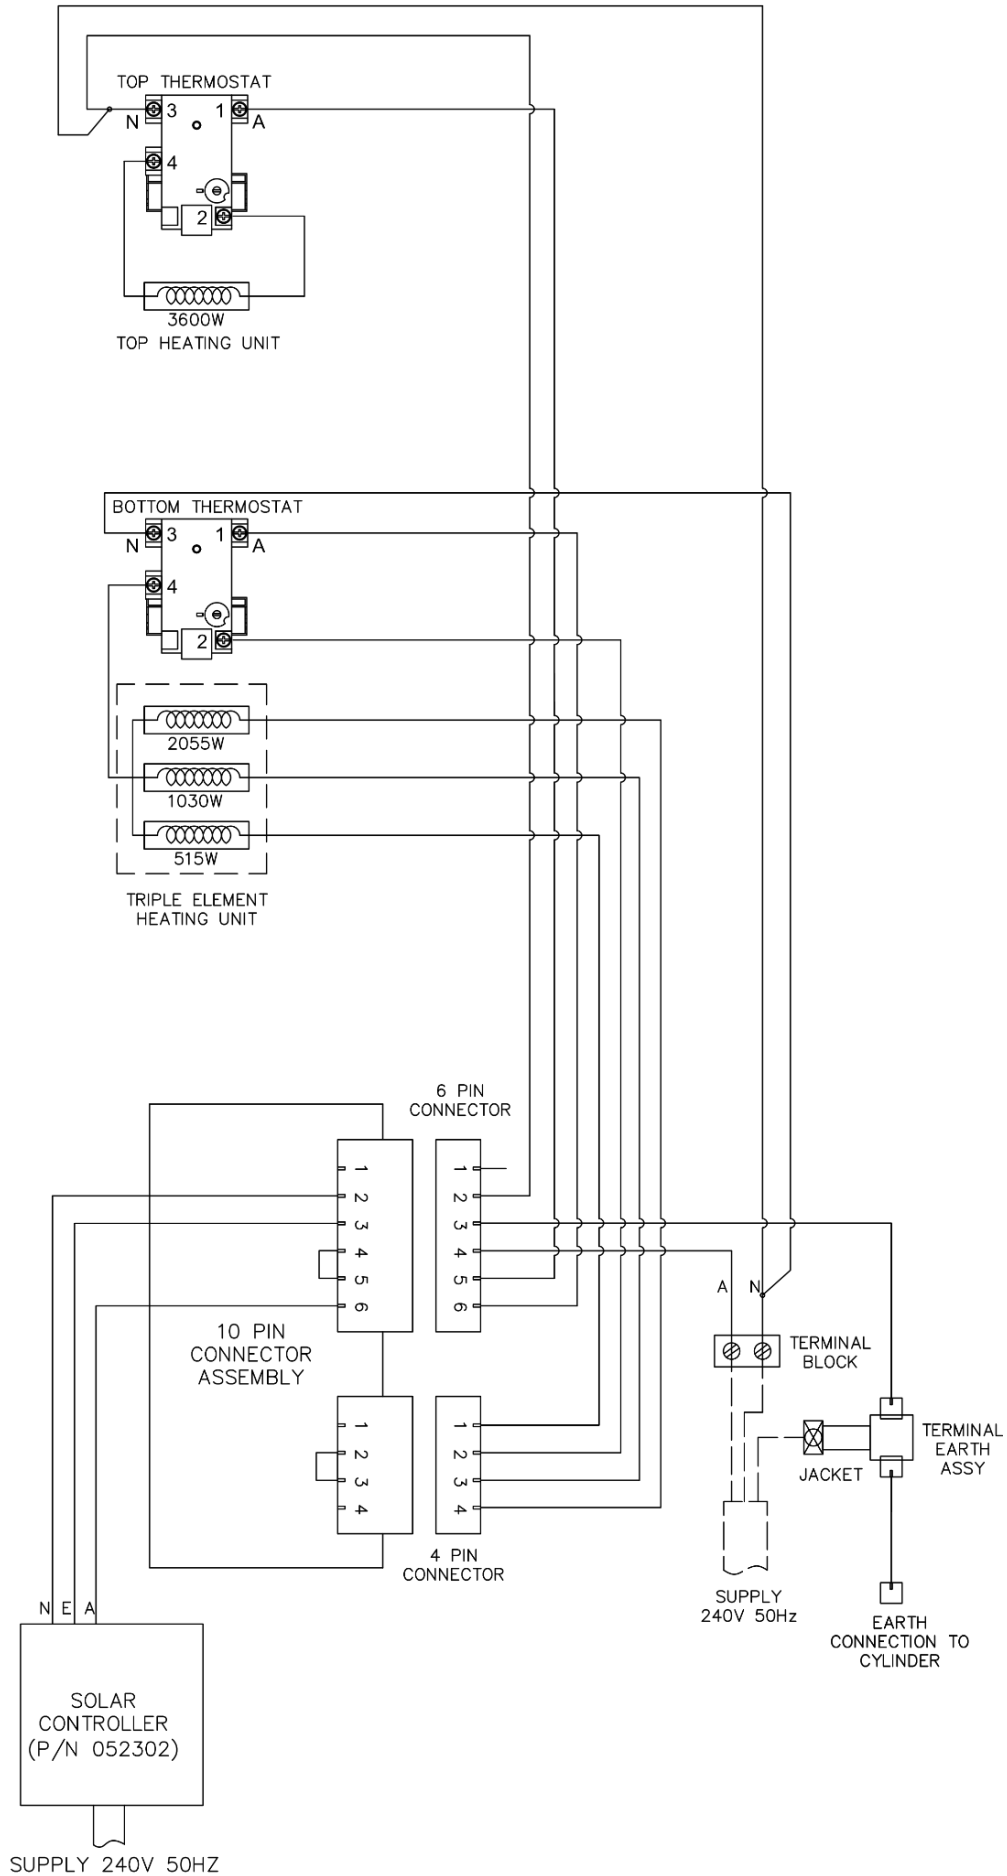 TOP THERMOSTAT
3 1
N A
4
2
3600W
TOP HEATING UNIT
BOTTOM THERMOSTAT
3 1
N A
4
2
2055W
1030W
515W
TRIPLE ELEMENT
HEATING UNIT
6 PIN
CONNECTOR
1 1
2 2
3 3
4 4
5 5
6 6
A N
10 PIN
CONNECTOR
ASSEMBLY
TERMINAL
BLOCK
1 1
2 2
3 3
4 4
TERMINAL
EARTH
ASSY
JACKET
4 PIN
CONNECTOR
SUPPLY
240V 50Hz
N E A
EARTH
CONNECTION TO
CYLINDER
SOLAR
CONTROLLER
(P/N 052302)
SUPPLY 240V 50HZ